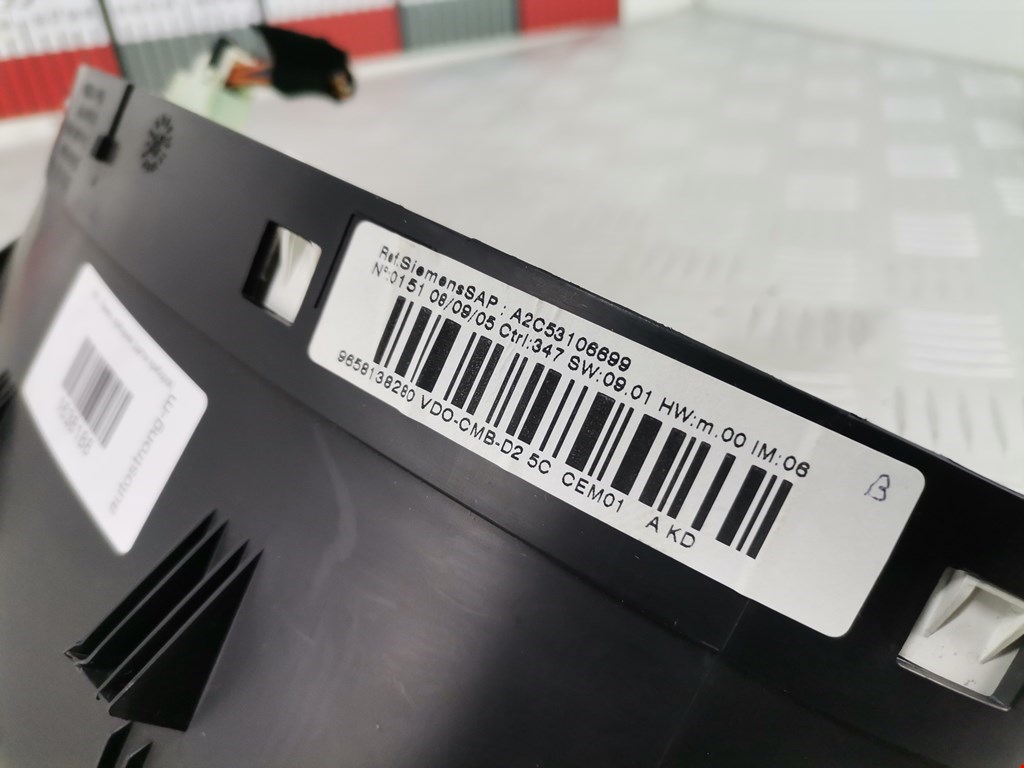 Ref.SiemensSAP : A2C53106699
N°:0151 08/09/05 Ctrl:347 SW:09.01 HW:m.00 IM:06
9658138280 VDO-CMB-D2 5C CEM01 A KD
B
autostrong-m